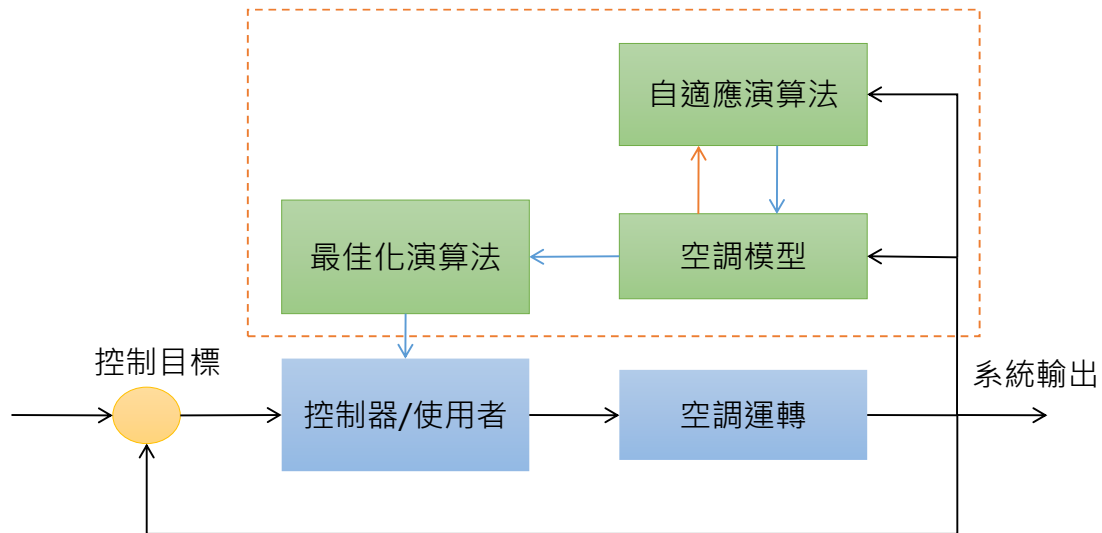 自適應演算法
最佳化演算法
空調模型
控制目標
系統輸出
控制器/使用者
空調運轉